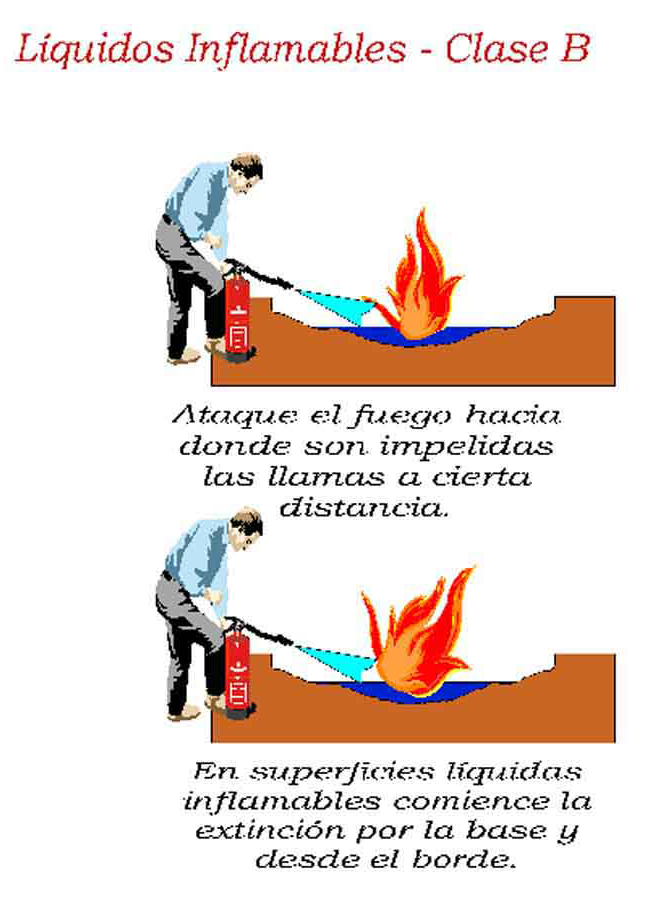 Líquidos Inflamables - Clase B
Ataque el fuego hacia
donde son impelidas
las llamas a cierta
distancia.
En superficies líquidas
inflamables comience la
extinción por la base y
desde el borde.